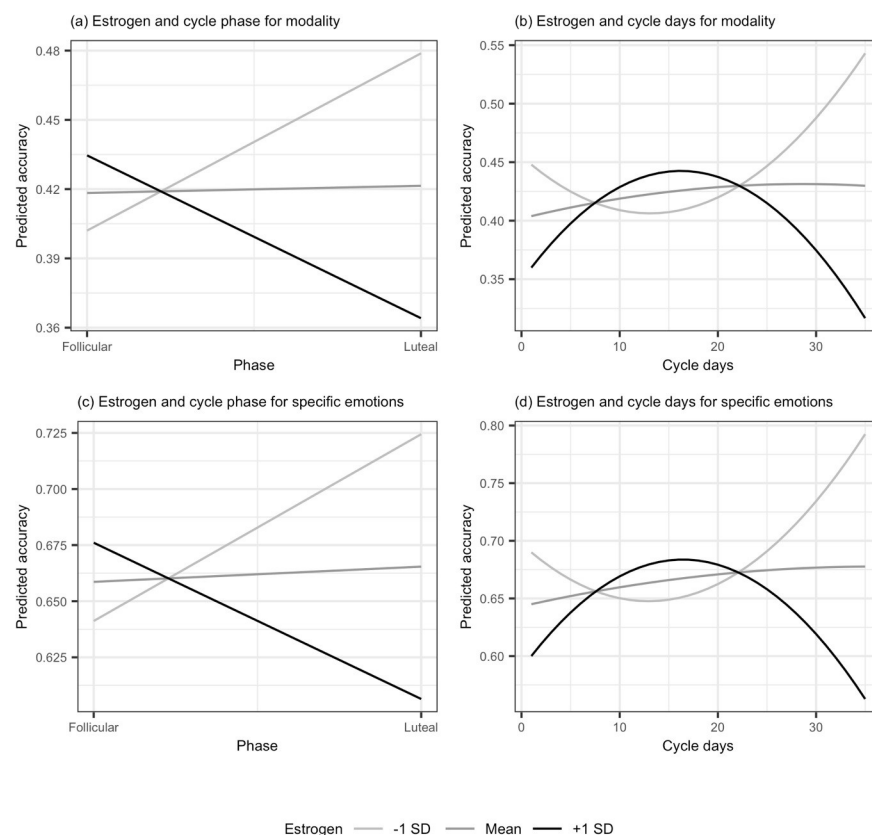 (a) Estrogen and cycle phase for modality
0.48
0.45
0.42
0.39
0.36
Predicted accuracy
Follicular Luteal
Phase
(b) Estrogen and cycle days for modality
0.55
0.50
0.45
0.40
0.35
Predicted accuracy
0 10 20 30
Cycle days
(c) Estrogen and cycle phase for specific emotions
0.725
0.700
0.675
0.650
0.625
Predicted accuracy
Follicular Luteal
Phase
(d) Estrogen and cycle days for specific emotions
0.80
0.75
0.70
0.65
0.60
Predicted accuracy
0 10 20 30
Cycle days
Estrogen -1 SD Mean +1 SD